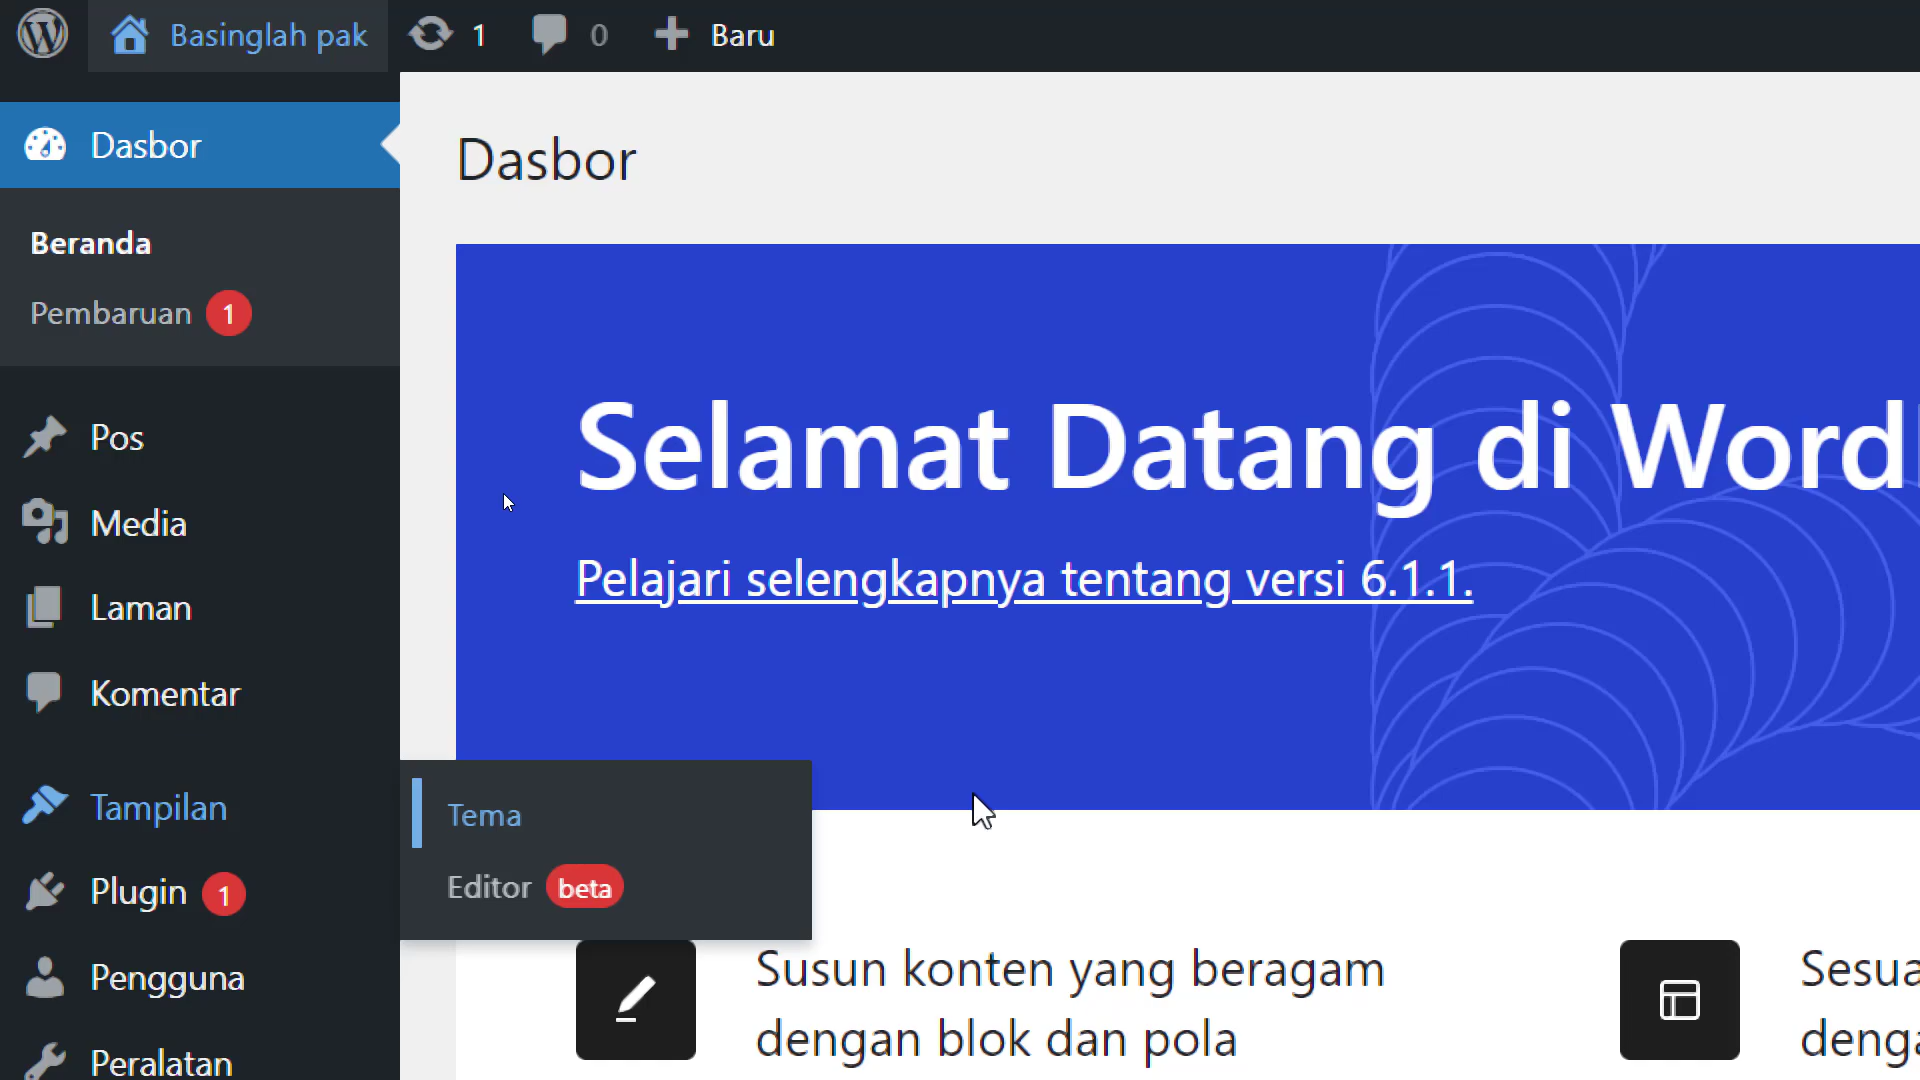 Basinglah pak 1 0 Baru
Dasbor
Beranda
Pembaruan 1
Pos
Media
Laman
Komentar
Tampilan
Plugin 1
Pengguna
Peralatan
Tema
Editor beta
Dasbor
Selamat Datang di Word
Pelajari selengkapnya tentang versi 6.1.1.
Susun konten yang beragam
dengan blok dan pola